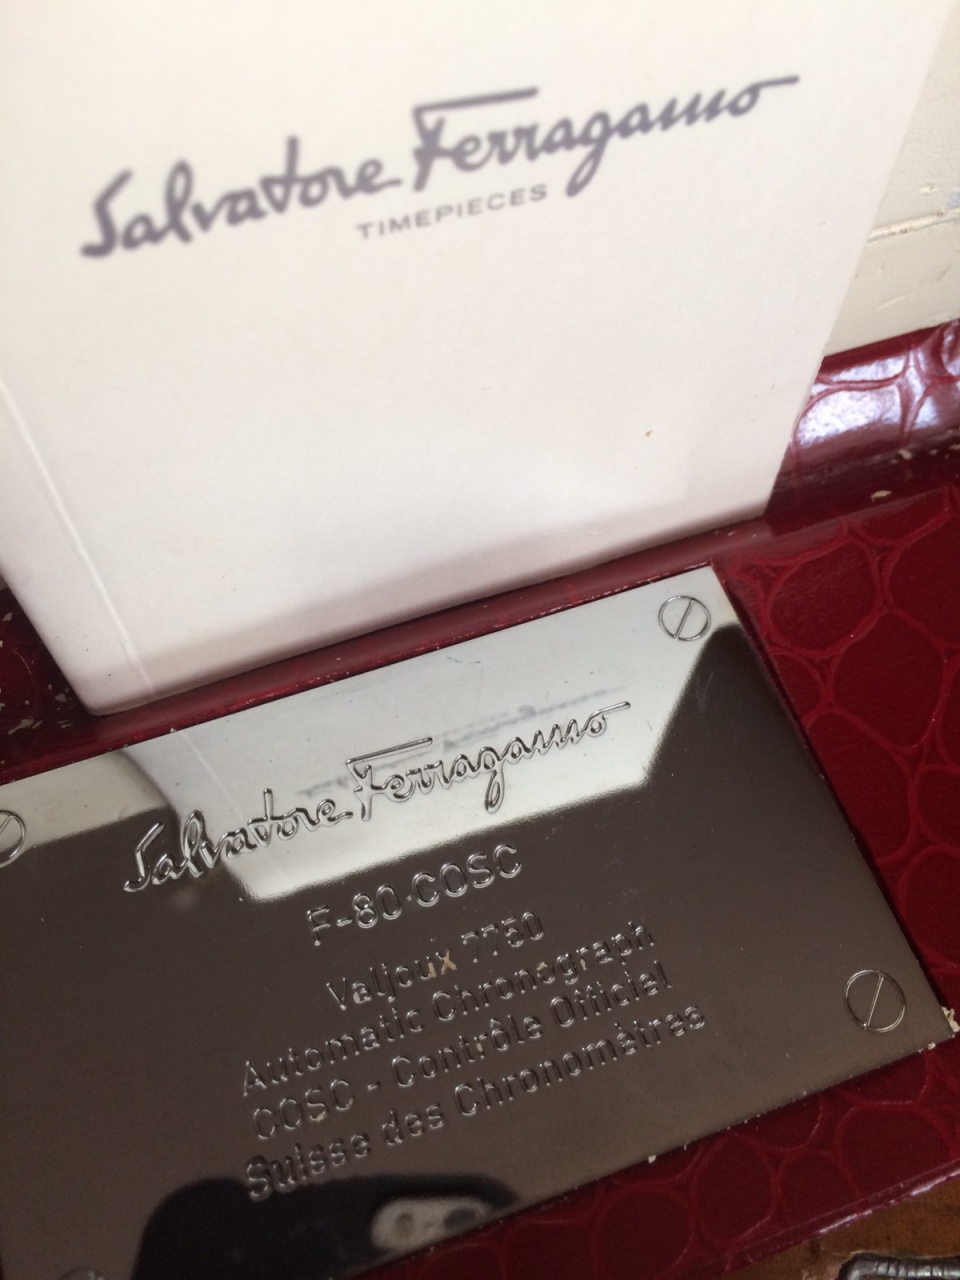 Salvatore Ferragamo
TIMEPIECES
Salvatore Ferragamo
F-80·COSC
Valjoux 7750
Automatic Chronograph
COSC - Contrôle Officiel
Suisse des Chronomètres